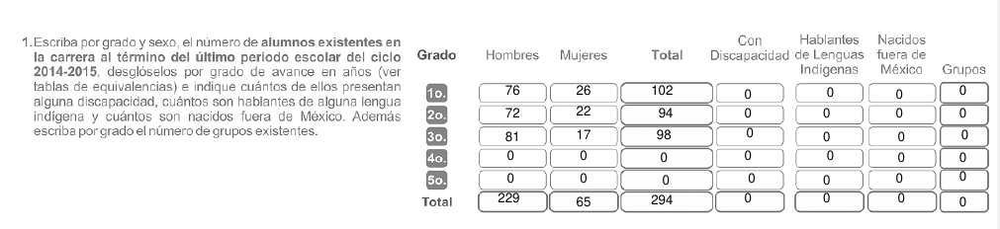 1.Escriba por grado y sexo, el número de alumnos existentes en
la carrera al término del último periodo escolar del ciclo
2014-2015, desglóselos por grado de avance en años (ver
tablas de equivalencias) e indique cuántos de ellos presentan
alguna discapacidad, cuántos son hablantes de alguna lengua
indígena y cuántos son nacidos fuera de México. Además
escriba por grado el número de grupos existentes.
Grado Hombres Mujeres Total Con Discapacidad Hablantes de Lenguas Indígenas Nacidos fuera de México Grupos
1o. 76 26 102 0 0 0 0
2o. 72 22 94 0 0 0 0
3o. 81 17 98 0 0 0 0
4o. 0 0 0 0 0 0 0
5o. 0 0 0 0 0 0 0
Total 229 65 294 0 0 0 0